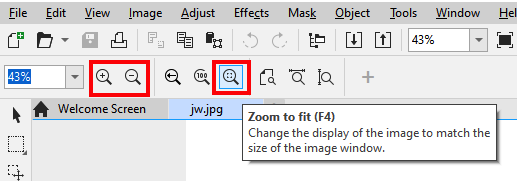 File Edit View Image Adjust Effects Mask Object Tools Window Hel
43%
43% 100
Welcome Screen jw.jpg
Zoom to fit (F4)
Change the display of the image to match the
size of the image window.